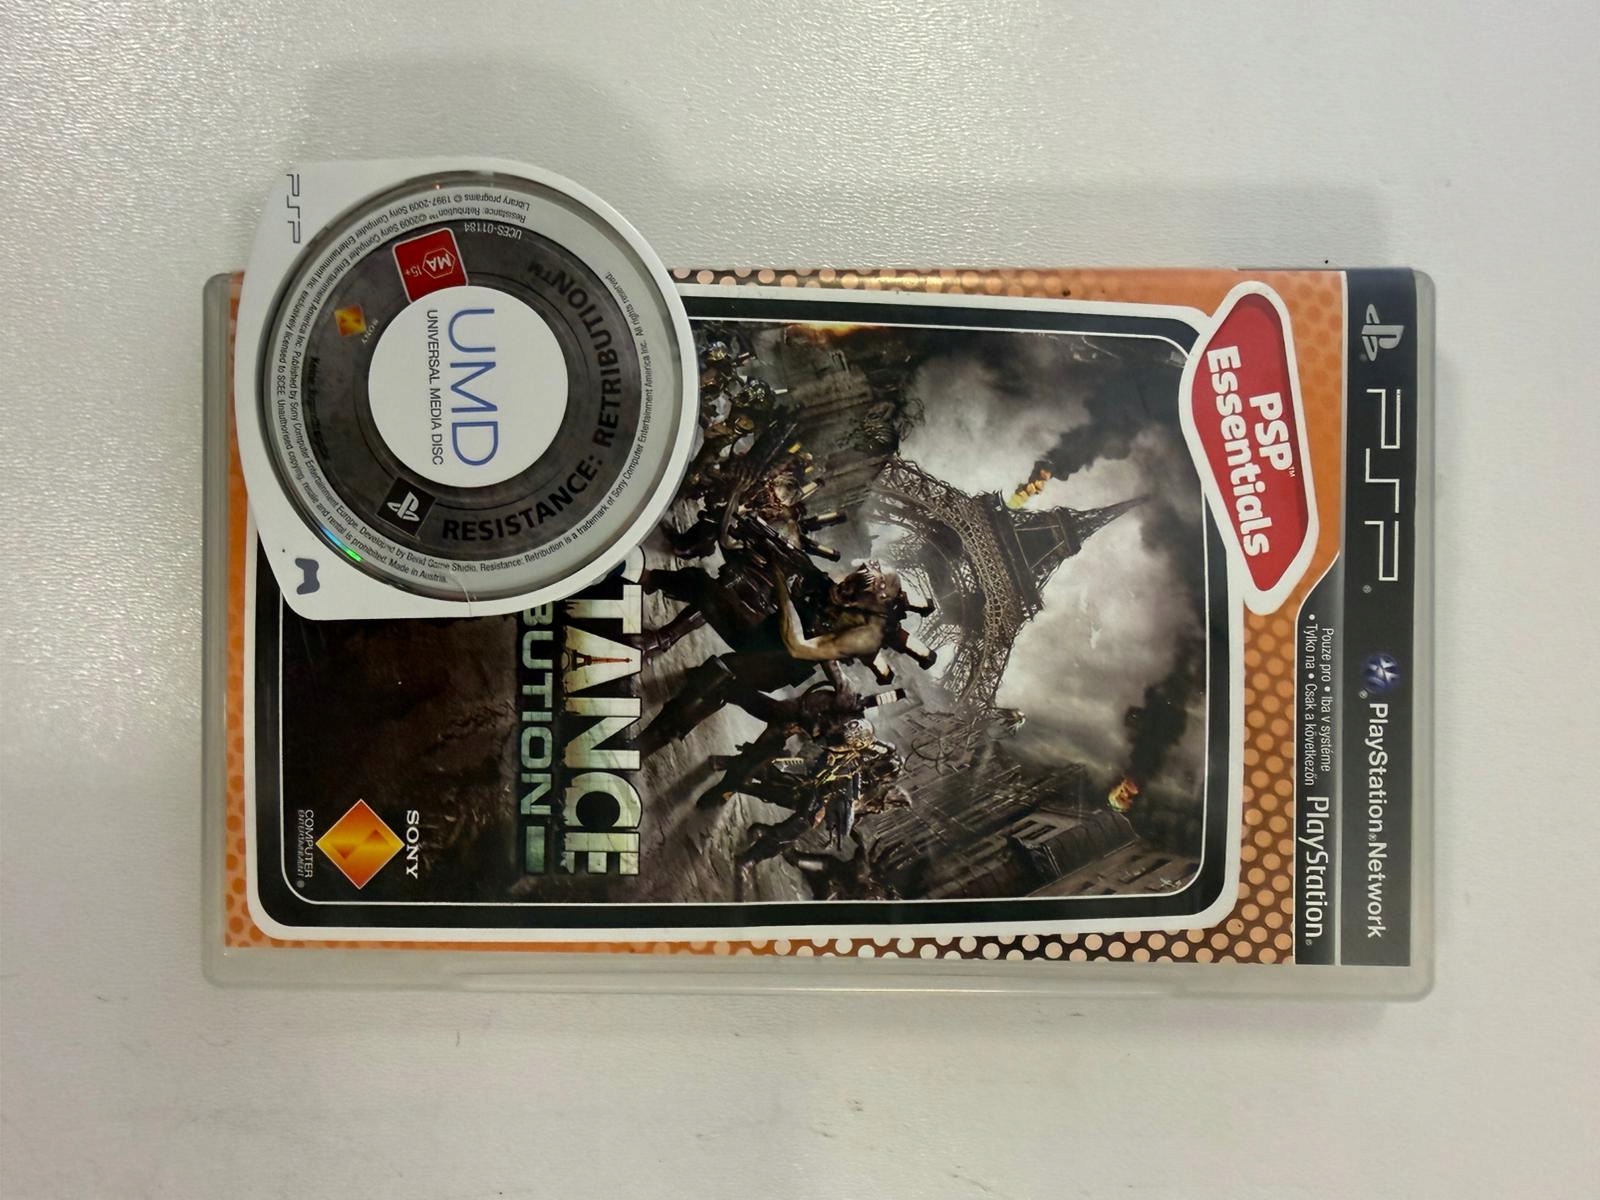 PSP
PlayStation®Network
Pouze pro • Iba v systéme
• Tylko na • Csak a következőn
PlayStation®
PSP™
Essentials
STANCE
BUTION
SONY
COMPUTER
ENTERTAINMENT®
PSP
UMD
UNIVERSAL MEDIA DISC
RESISTANCE: RETRIBUTION™
MA
15+
SONY
UCES-01184
Resistance: Retribution™©2009 Sony Computer Entertainment America Inc. Published by Sony Computer Entertainment Europe. Developed by Bend Game Studio. Resistance: Retribution is a trademark of Sony Computer Entertainment America Inc. All rights reserved.
Library programs © 1997-2009 Sony Computer Entertainment Inc. exclusively licensed to SCEE. Unauthorised copying, resale and rental is prohibited. Made in Austria.